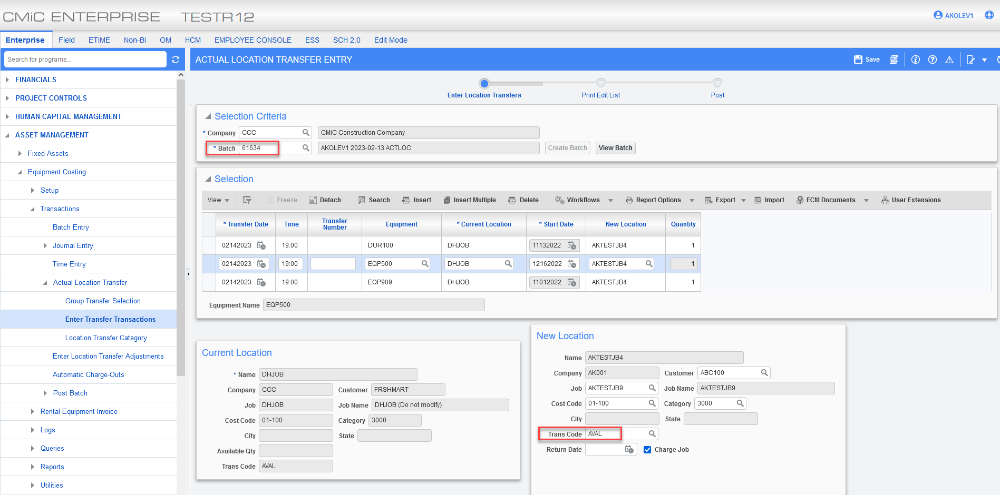 CMiC ENTERPRISE TESTR12
AKOLEV1
Enterprise Field ETIME Non-BI OM HCM EMPLOYEE CONSOLE ESS SCH 2.0 Edit Mode
Search for programs...
FINANCIALS
PROJECT CONTROLS
HUMAN CAPITAL MANAGEMENT
ASSET MANAGEMENT
Fixed Assets
Equipment Costing
Setup
Transactions
Batch Entry
Journal Entry
Time Entry
Actual Location Transfer
Group Transfer Selection
Enter Transfer Transactions
Location Transfer Category
Enter Location Transfer Adjustments
Automatic Charge-Outs
Post Batch
Rental Equipment Invoice
Logs
Queries
Reports
Utilities
ACTUAL LOCATION TRANSFER ENTRY
Save
Enter Location Transfers Print Edit List Post
Selection Criteria
* Company CCC CMiC Construction Company
* Batch 61634 AKOLEV1 2023-02-13 ACTLOC Create Batch View Batch
Selection
View Freeze Detach Search Insert Insert Multiple Delete Workflows Report Options Export Import ECM Documents User Extensions
* Transfer Date Time Transfer Number Equipment * Current Location * Start Date New Location Quantity
02142023 19:00 DUR100 DHJOB 11132022 AKTESTJB4 1
02142023 19:00 EQP500 DHJOB 12162022 AKTESTJB4 1
02142023 19:00 EQP909 DHJOB 11012022 AKTESTJB4 1
Equipment Name EQP500
Current Location
* Name DHJOB
Company CCC Customer FRSHMART
Job DHJOB Job Name DHJOB (Do not modify)
Cost Code 01-100 Category 3000
City State
Available Qty
Trans Code AVAL
New Location
Name AKTESTJB4
Company AK001 Customer ABC100
Job AKTESTJB9 Job Name AKTESTJB9
Cost Code 01-100 Category 3000
City State
Trans Code AVAL
Return Date Charge Job